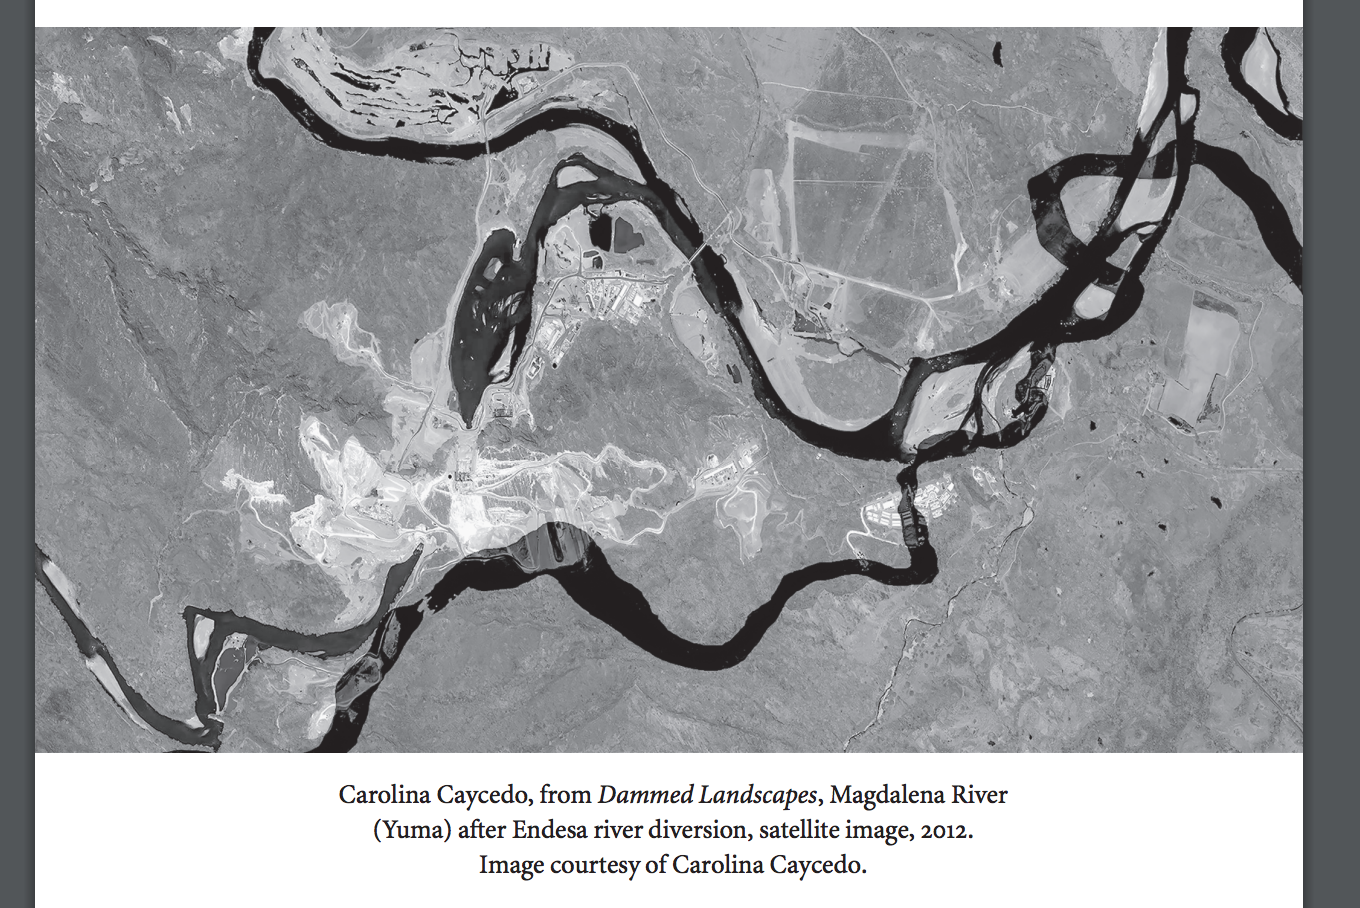 Carolina Caycedo, from Dammed Landscapes, Magdalena River
(Yuma) after Endesa river diversion, satellite image, 2012.
Image courtesy of Carolina Caycedo.